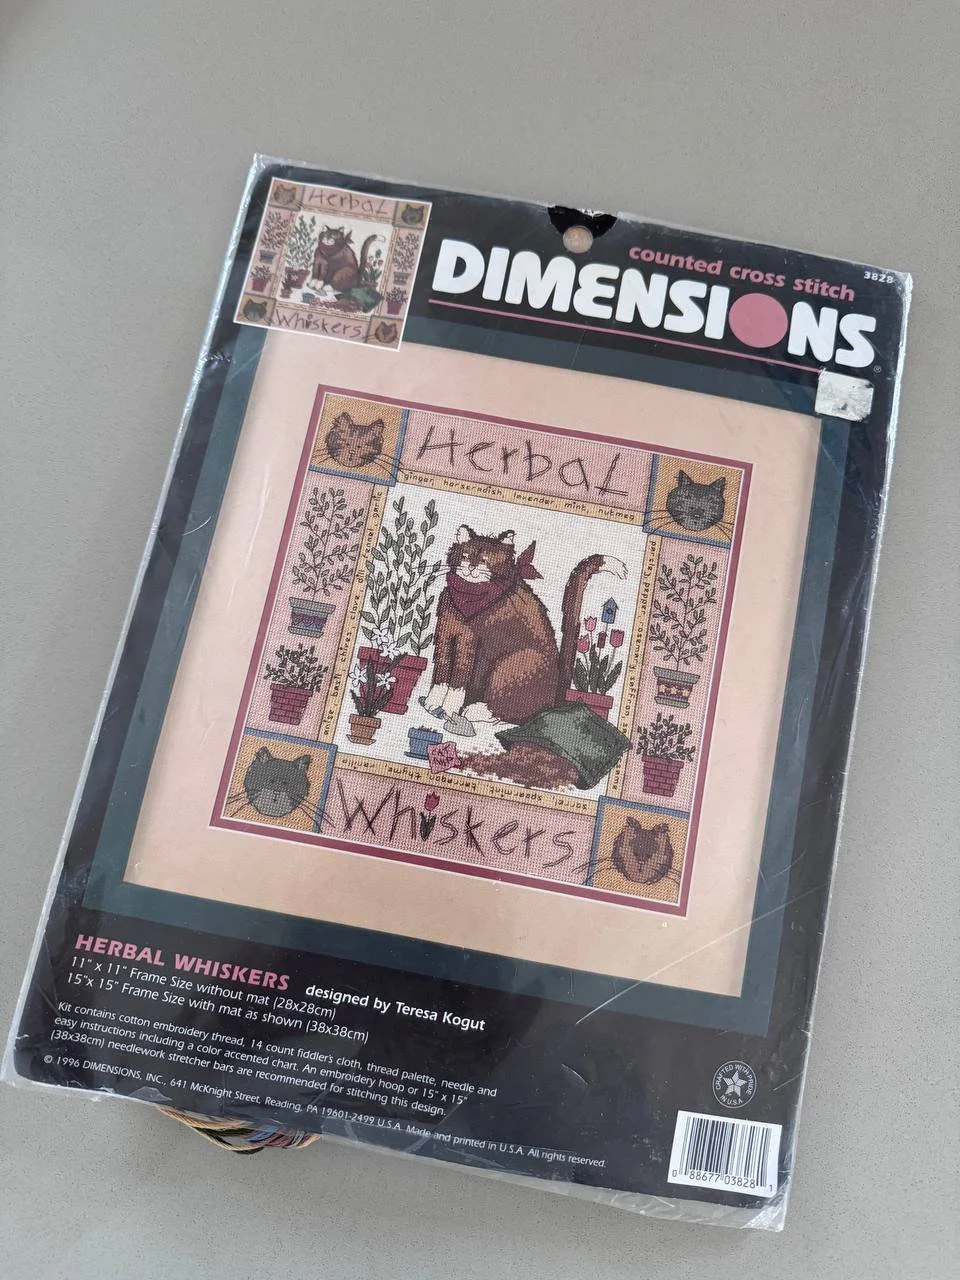 Herbal
Whiskers
counted cross stitch
3828
DIMENSIONS
®
Herbal
ginger, horseradish, lavender, mint, nutmeg
Whiskers
HERBAL WHISKERS
11" x 11" Frame Size without mat (28x28cm)
15"x 15" Frame Size with mat as shown (38x38cm)
designed by Teresa Kogut
Kit contains cotton embroidery thread, 14 count fiddler's cloth, thread palette, needle and
easy instructions including a color accented chart. An embroidery hoop or 15" x 15"
(38x38cm) needlework stretcher bars are recommended for stitching this design.
© 1996 DIMENSIONS, INC., 641 McKnight Street, Reading, PA 19601-2499 U.S.A. Made and printed in U.S.A. All rights reserved.
CRAFTED WITH PRIDE
IN U.S.A.
0 88677 03828 1